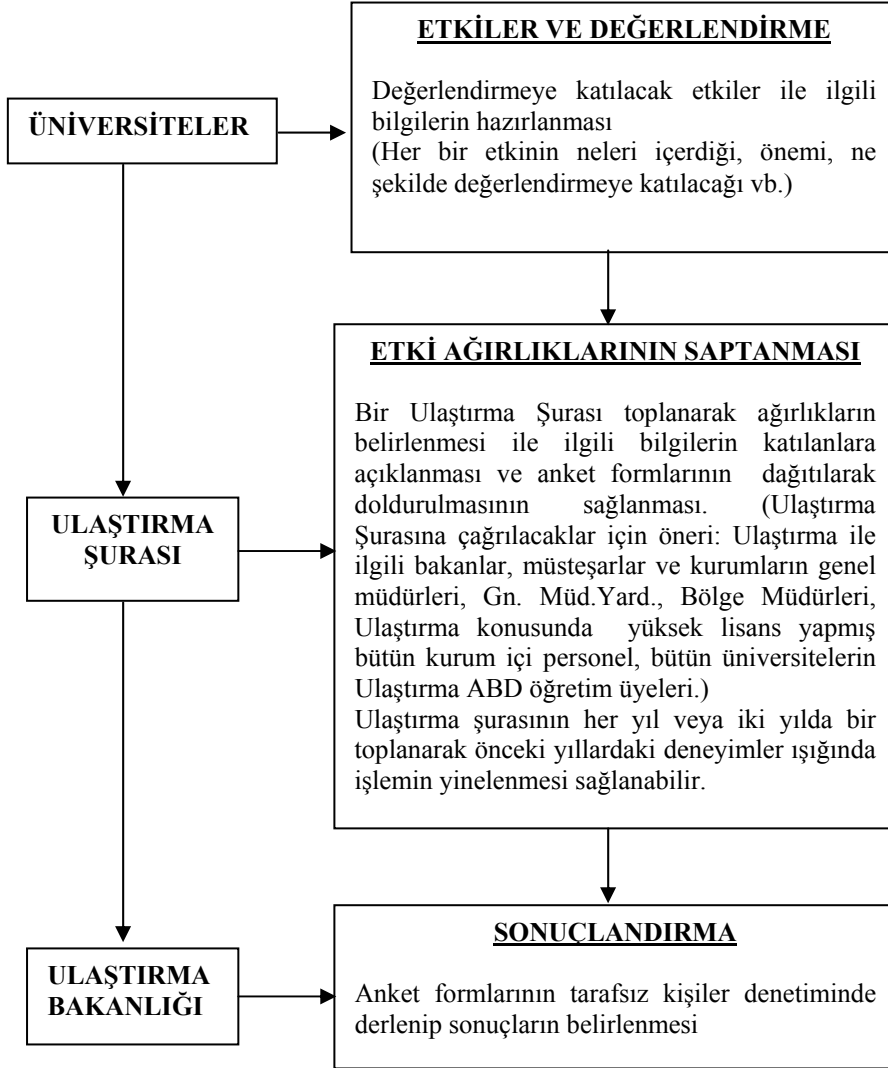 ETKİLER VE DEĞERLENDİRME
Değerlendirmeye katılacak etkiler ile ilgili
bilgilerin hazırlanması
(Her bir etkinin neleri içerdiği, önemi, ne
şekilde değerlendirmeye katılacağı vb.)
ÜNİVERSİTELER
ETKİ AĞIRLIKLARININ SAPTANMASI
Bir Ulaştırma Şurası toplanarak ağırlıkların
belirlenmesi ile ilgili bilgilerin katılanlara
açıklanması ve anket formlarının dağıtılarak
doldurulmasının sağlanması. (Ulaştırma
Şurasına çağrılacaklar için öneri: Ulaştırma ile
ilgili bakanlar, müsteşarlar ve kurumların genel
müdürleri, Gn. Müd.Yard., Bölge Müdürleri,
Ulaştırma konusunda yüksek lisans yapmış
bütün kurum içi personel, bütün üniversitelerin
Ulaştırma ABD öğretim üyeleri.)
Ulaştırma şurasının her yıl veya iki yılda bir
toplanarak önceki yıllardaki deneyimler ışığında
işlemin yinelenmesi sağlanabilir.
ULAŞTIRMA
ŞURASI
SONUÇLANDIRMA
Anket formlarının tarafsız kişiler denetiminde
derlenip sonuçların belirlenmesi
ULAŞTIRMA
BAKANLIĞI